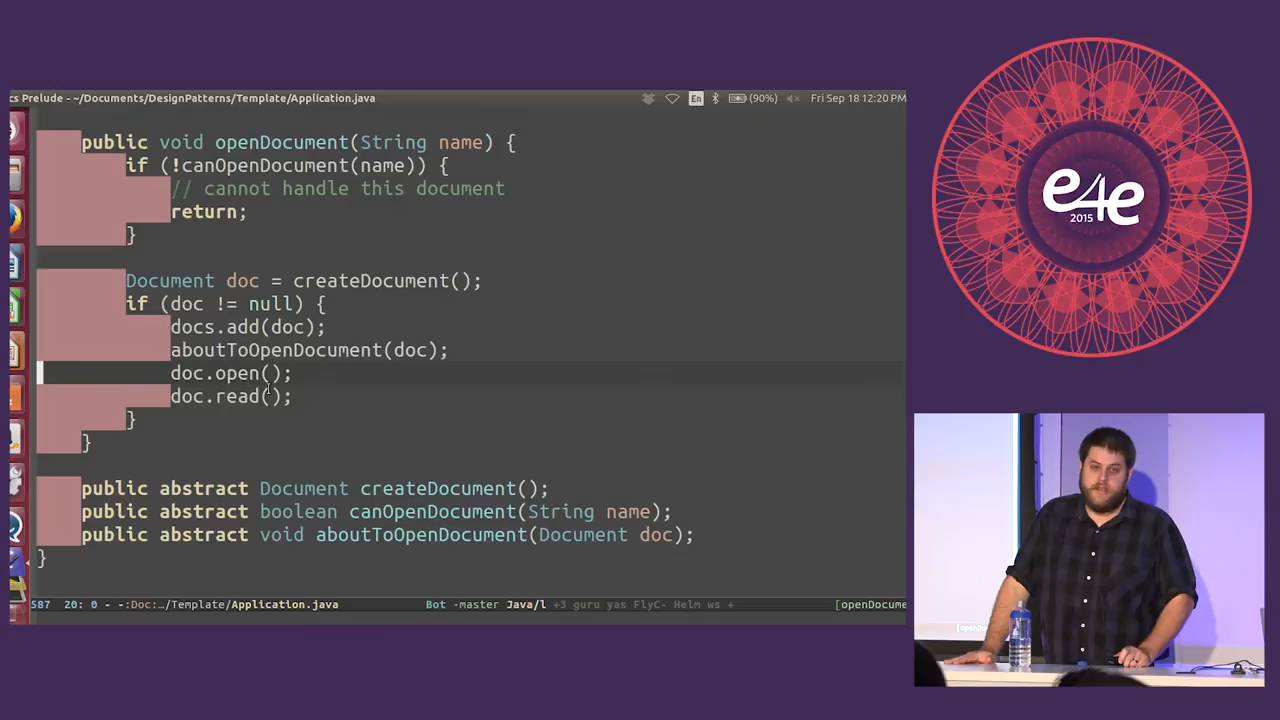 cs Prelude - ~/Documents/DesignPatterns/Template/Application.java
En
(90%)
Fri Sep 18 12:20 PM
public void openDocument(String name) {
if (!canOpenDocument(name)) {
// cannot handle this document
return;
}
Document doc = createDocument();
if (doc != null) {
docs.add(doc);
aboutToOpenDocument(doc);
doc.open();
doc.read();
}
}
public abstract Document createDocument();
public abstract boolean canOpenDocument(String name);
public abstract void aboutToOpenDocument(Document doc);
}
587 20: 0 - -:Doc:…/Template/Application.java Bot -master Java/l +3 guru yas FlyC- Helm ws + [openDocume
e4e
2015